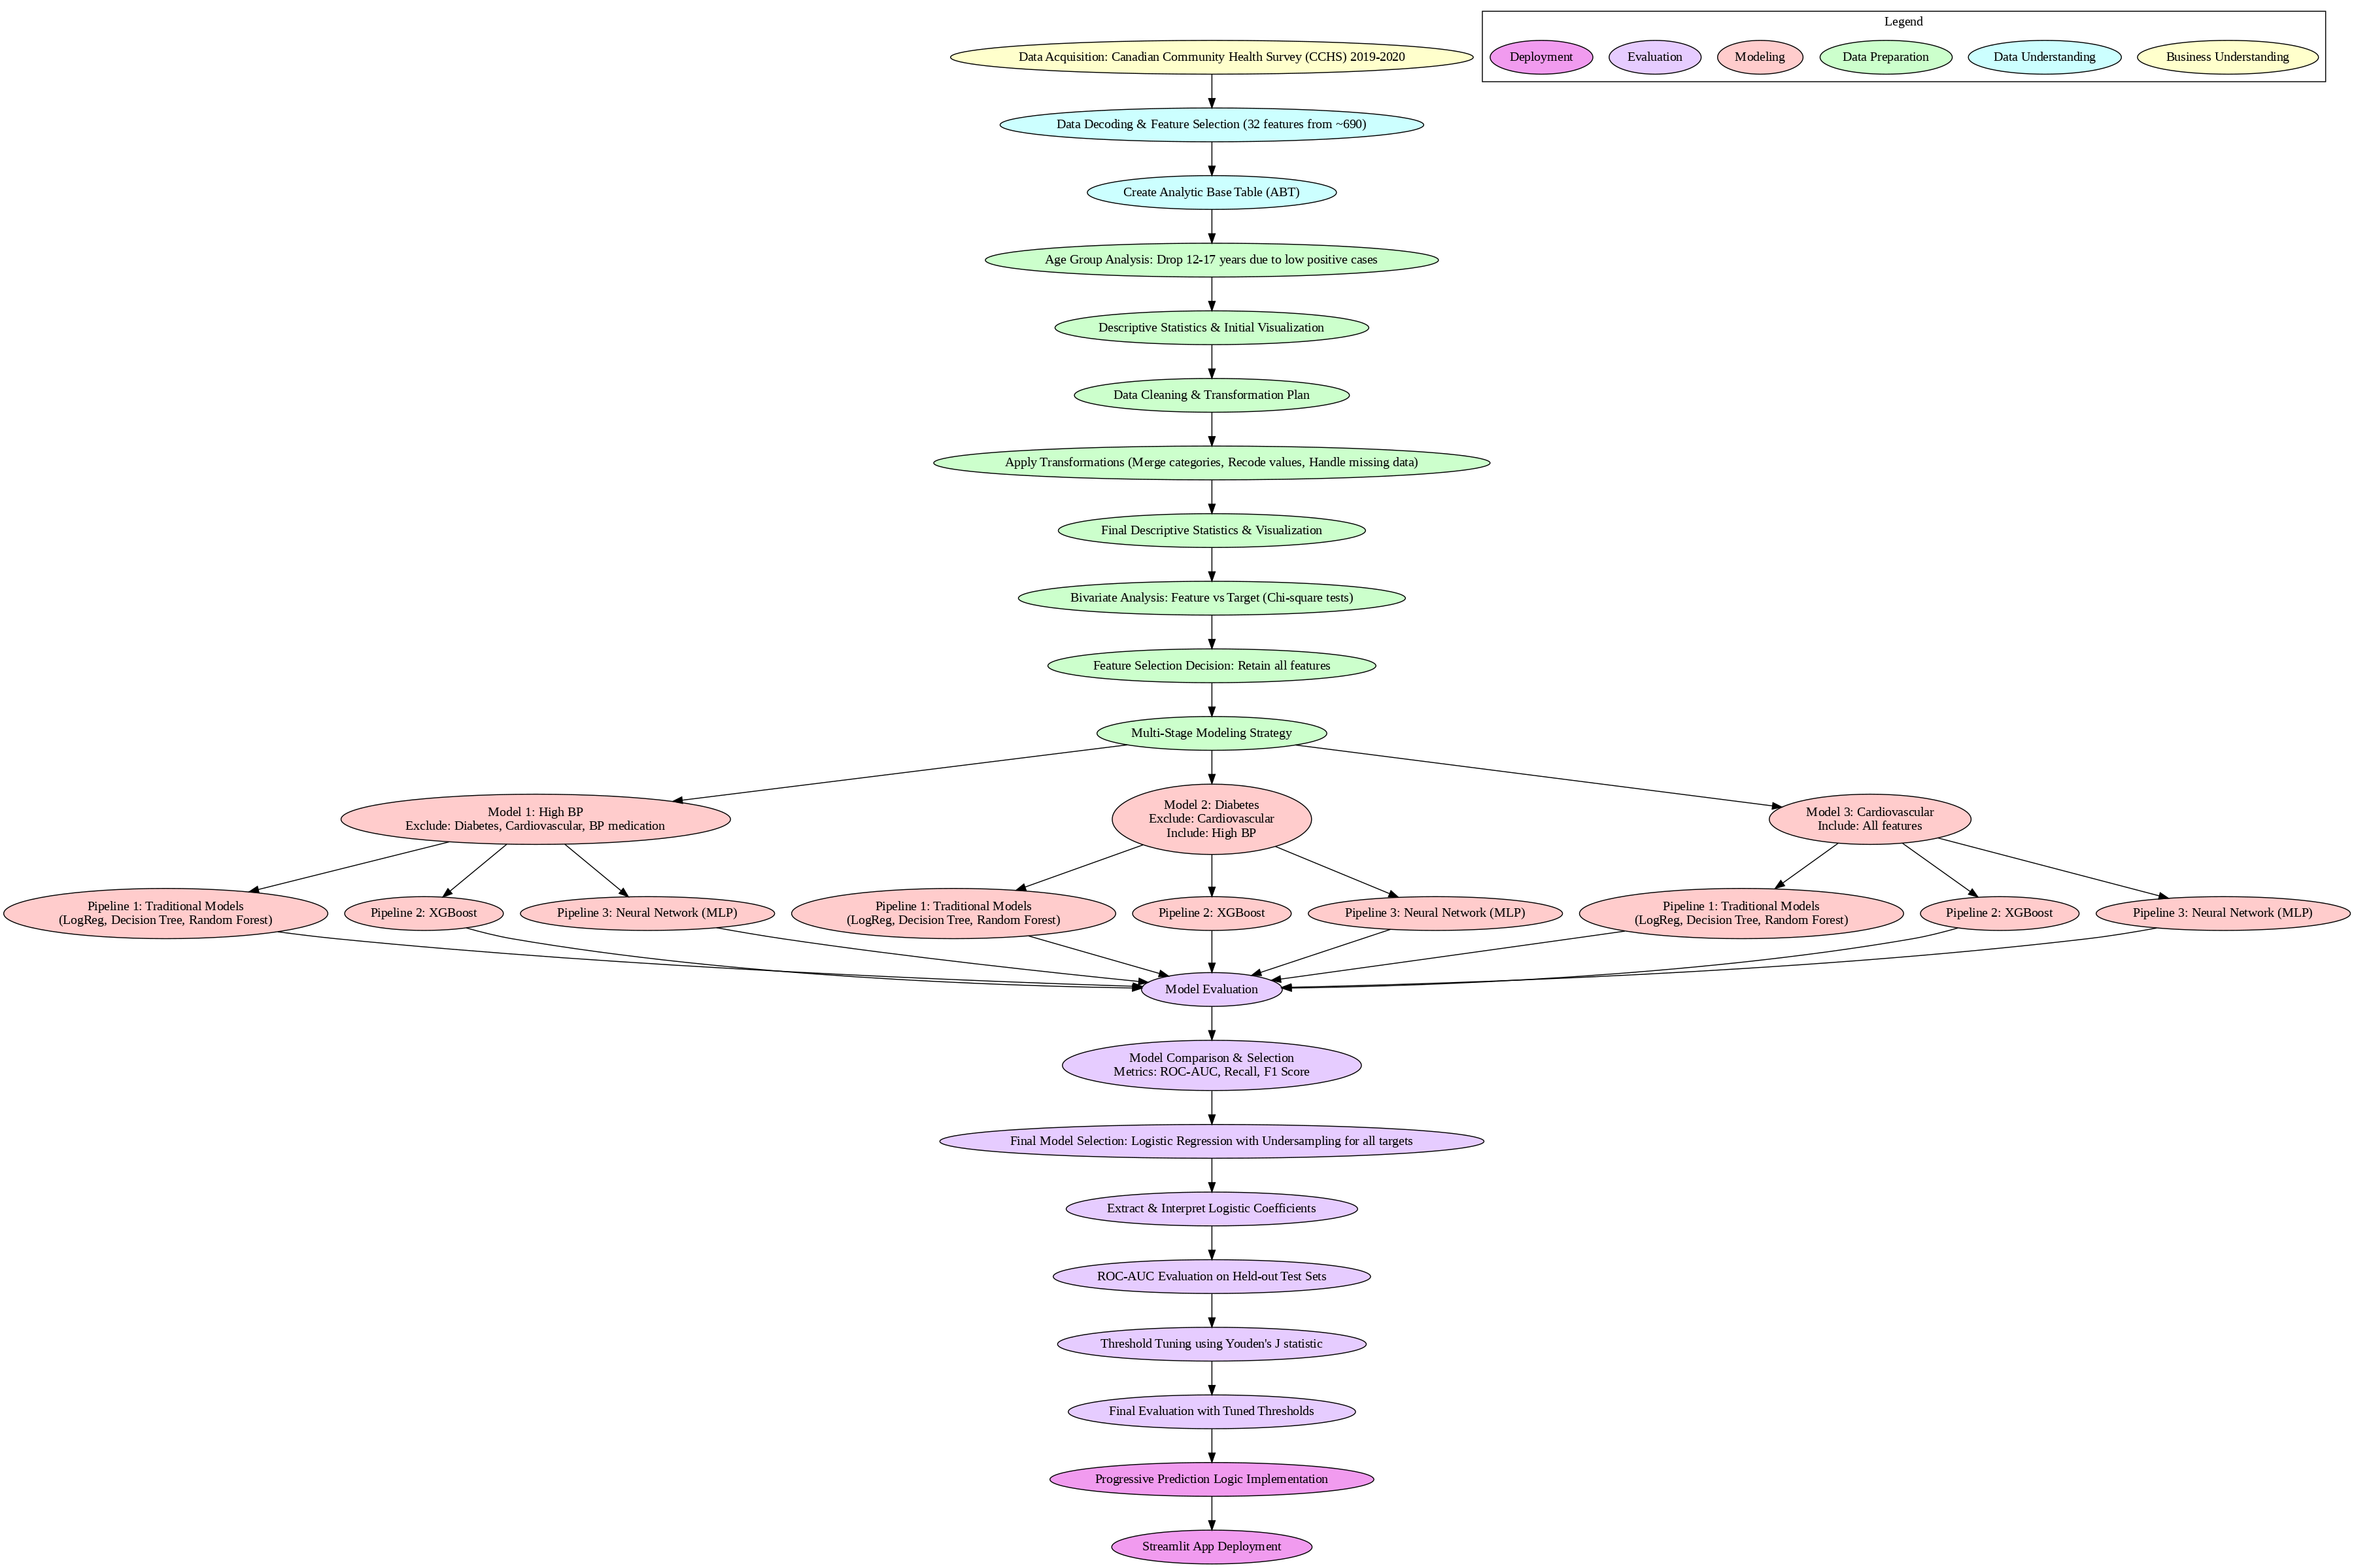 Legend
Deployment
Evaluation
Modeling
Data Preparation
Data Understanding
Business Understanding
Data Acquisition: Canadian Community Health Survey (CCHS) 2019-2020
Data Decoding & Feature Selection (32 features from ~690)
Create Analytic Base Table (ABT)
Age Group Analysis: Drop 12-17 years due to low positive cases
Descriptive Statistics & Initial Visualization
Data Cleaning & Transformation Plan
Apply Transformations (Merge categories, Recode values, Handle missing data)
Final Descriptive Statistics & Visualization
Bivariate Analysis: Feature vs Target (Chi-square tests)
Feature Selection Decision: Retain all features
Multi-Stage Modeling Strategy
Model 1: High BP
Exclude: Diabetes, Cardiovascular, BP medication
Model 2: Diabetes
Exclude: Cardiovascular
Include: High BP
Model 3: Cardiovascular
Include: All features
Pipeline 1: Traditional Models
(LogReg, Decision Tree, Random Forest)
Pipeline 2: XGBoost
Pipeline 3: Neural Network (MLP)
Pipeline 1: Traditional Models
(LogReg, Decision Tree, Random Forest)
Pipeline 2: XGBoost
Pipeline 3: Neural Network (MLP)
Pipeline 1: Traditional Models
(LogReg, Decision Tree, Random Forest)
Pipeline 2: XGBoost
Pipeline 3: Neural Network (MLP)
Model Evaluation
Model Comparison & Selection
Metrics: ROC-AUC, Recall, F1 Score
Final Model Selection: Logistic Regression with Undersampling for all targets
Extract & Interpret Logistic Coefficients
ROC-AUC Evaluation on Held-out Test Sets
Threshold Tuning using Youden's J statistic
Final Evaluation with Tuned Thresholds
Progressive Prediction Logic Implementation
Streamlit App Deployment